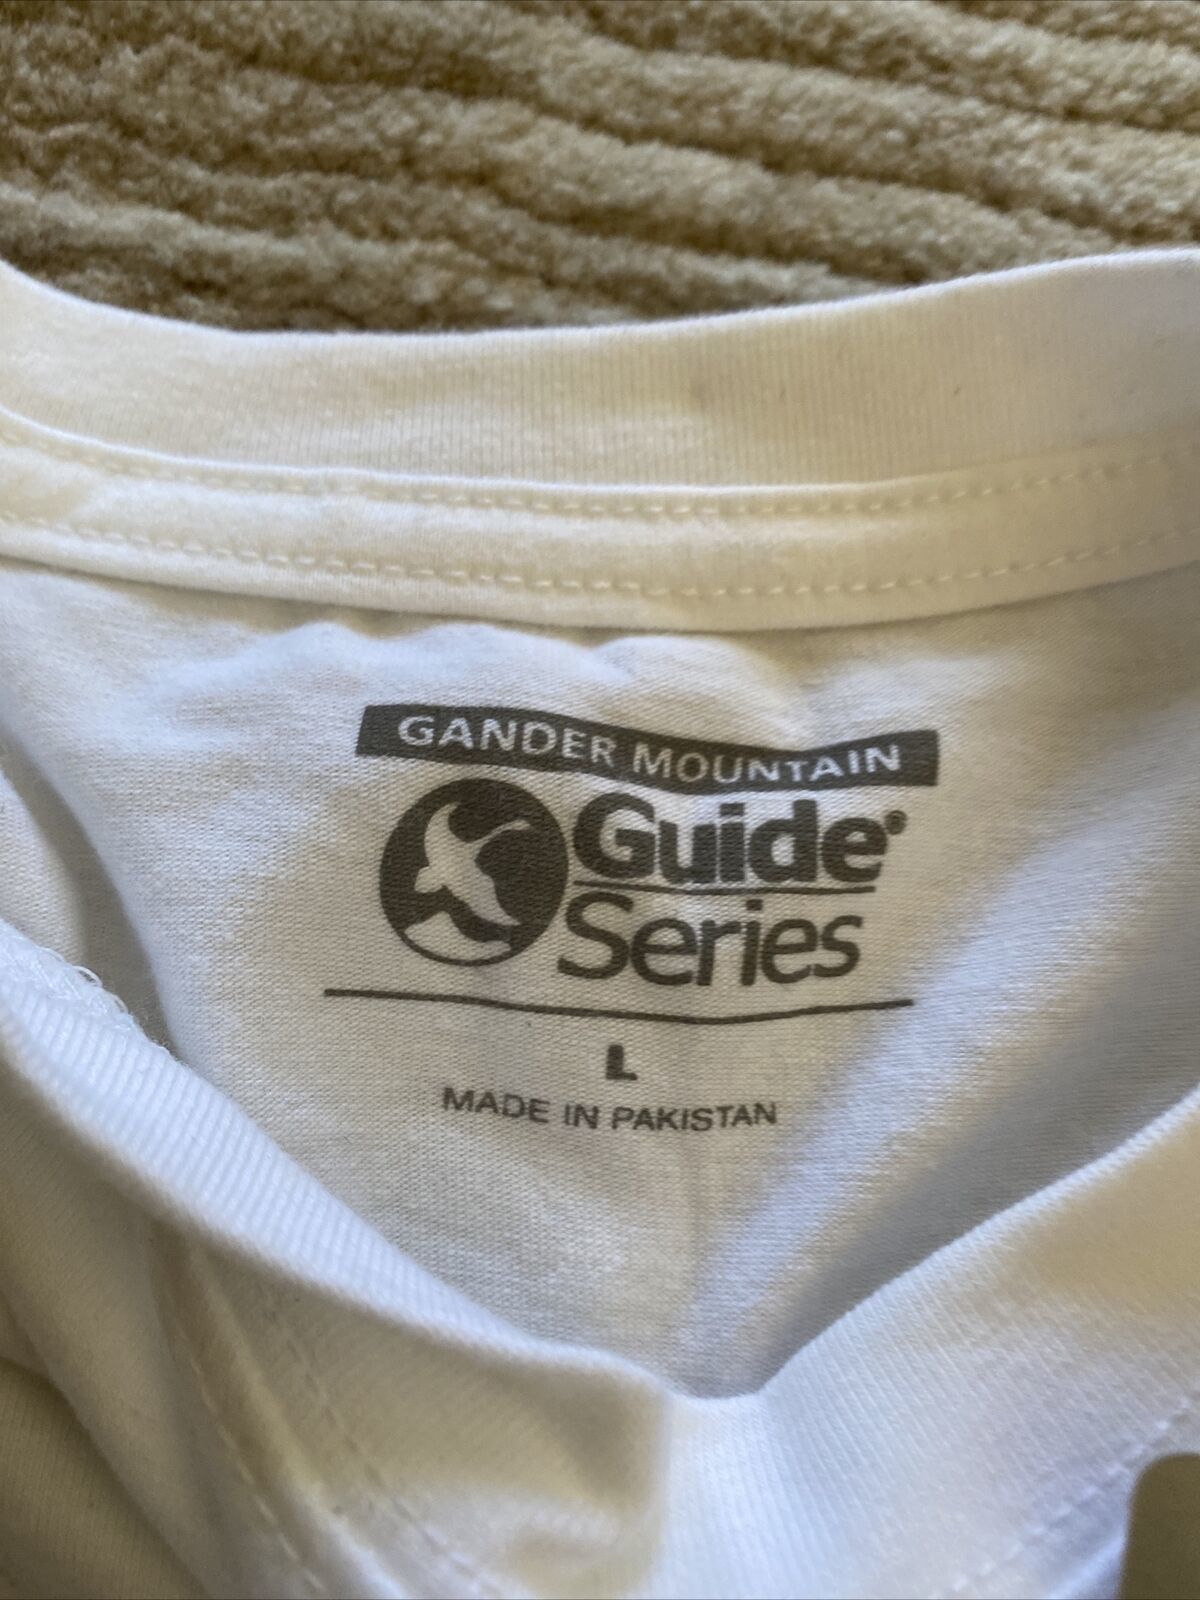 GANDER MOUNTAIN
Guide®
Series
L
MADE IN PAKISTAN